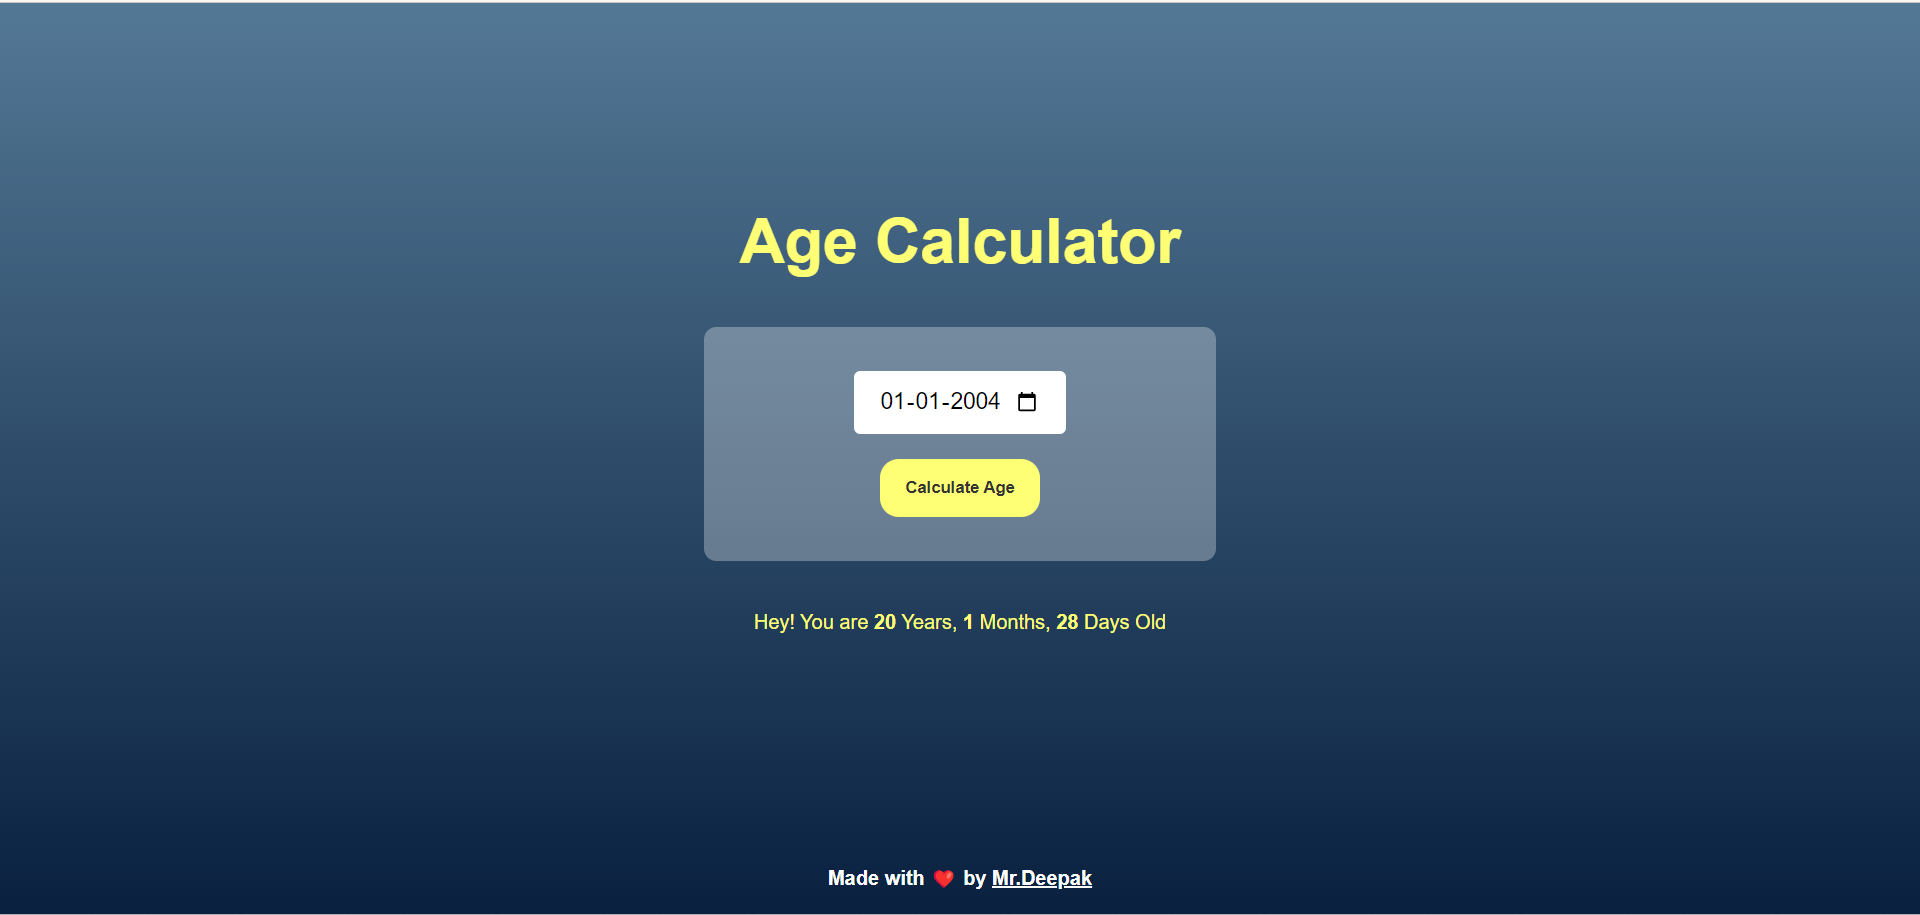 Age Calculator
01-01-2004
Calculate Age
Hey! You are 20 Years, 1 Months, 28 Days Old
Made with ❤️ by Mr.Deepak